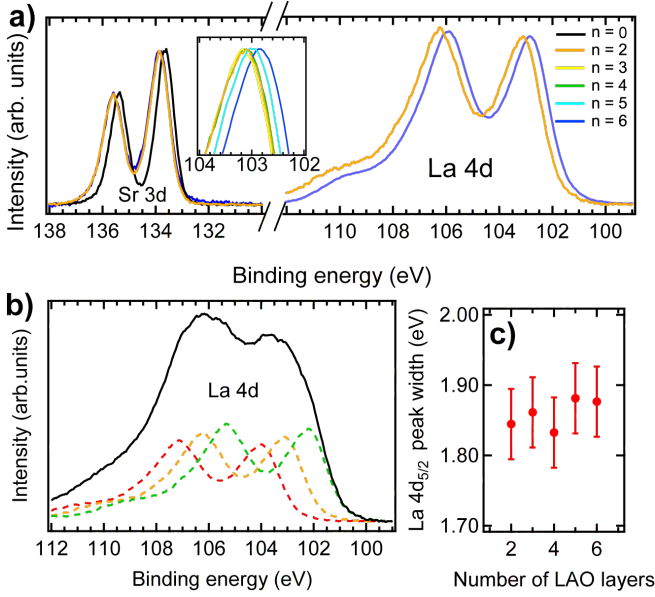 a)
Intensity (arb. units)
n = 0
n = 2
n = 3
n = 4
n = 5
n = 6
104 103 102
Sr 3d
La 4d
138 136 134 132 110 108 106 104 102 100
Binding energy (eV)
b)
Intensity (arb.units)
La 4d
112 110 108 106 104 102 100
Binding energy (eV)
c)
La 4d5/2 peak width (eV)
2.00
1.90
1.80
1.70
2 4 6
Number of LAO layers